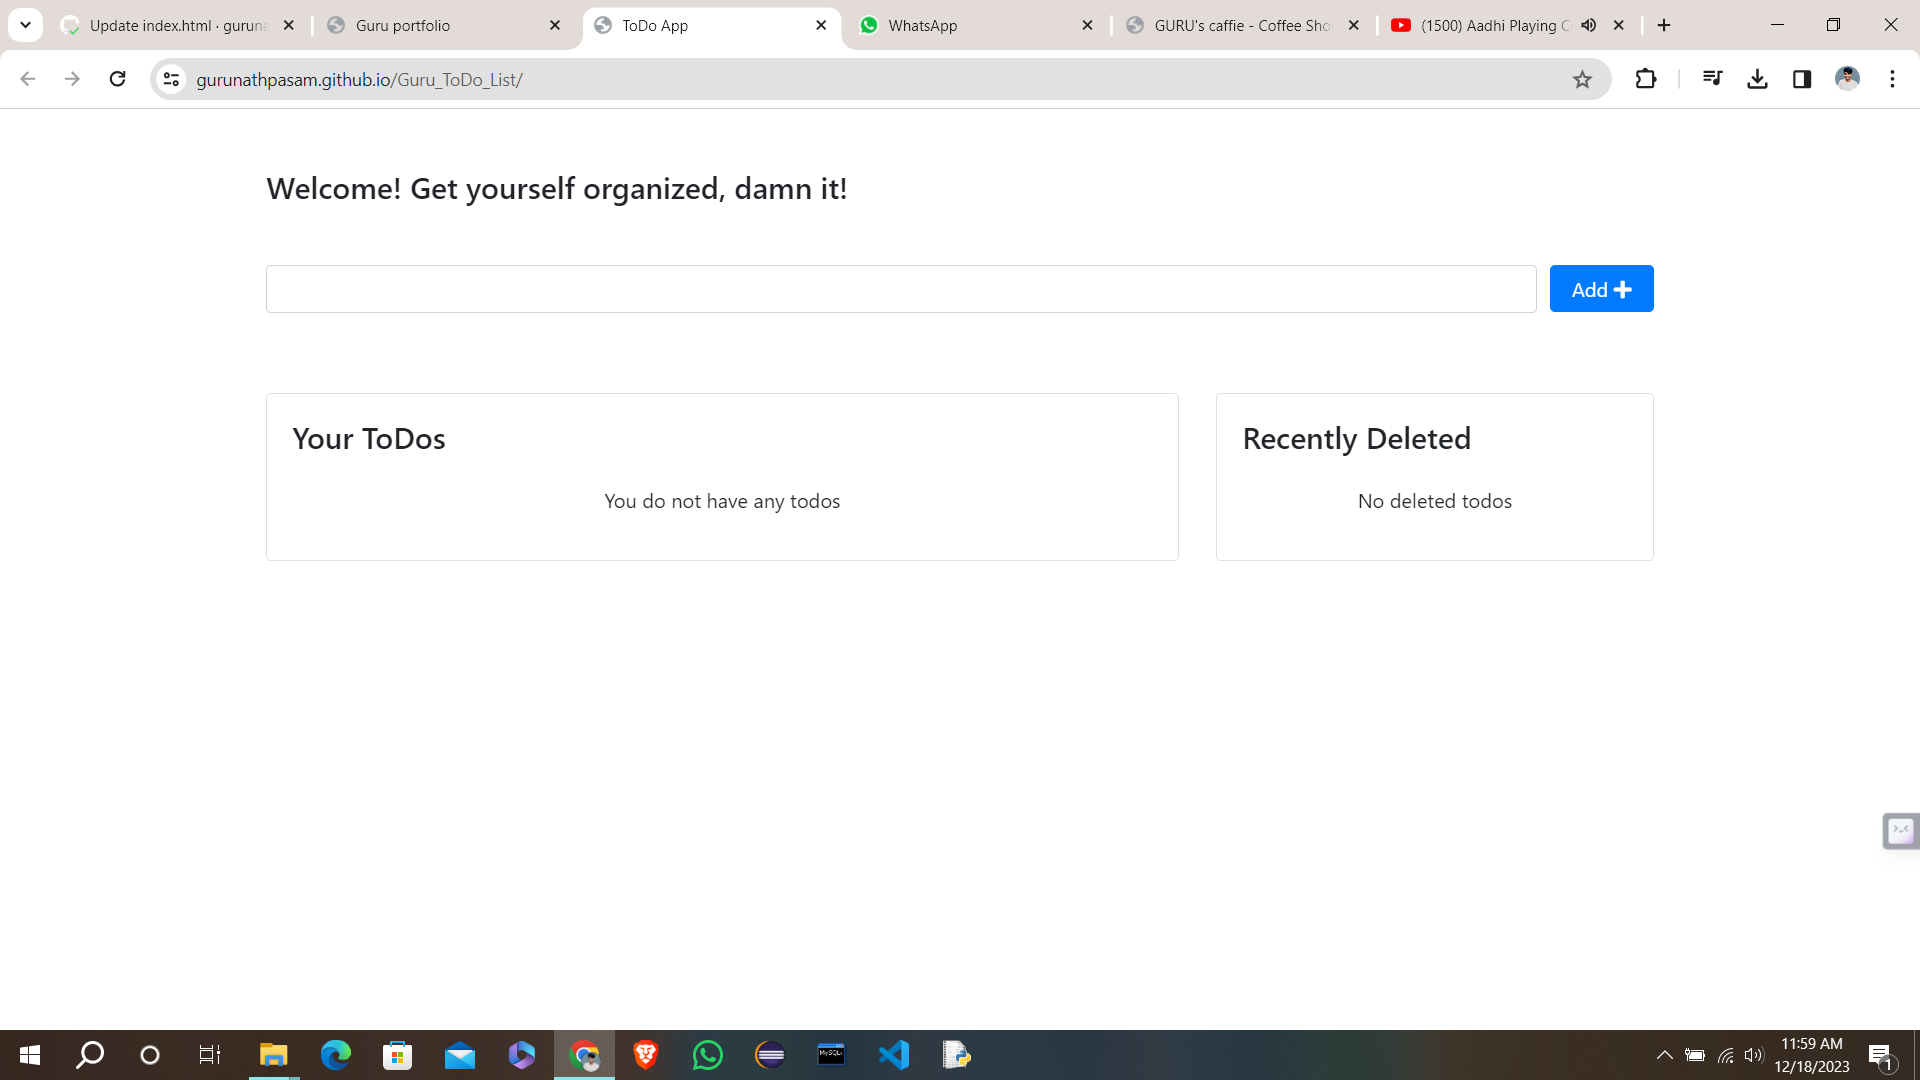 Update index.html · guruna
Guru portfolio
ToDo App
WhatsApp
GURU's caffie - Coffee Sho
(1500) Aadhi Playing C
gurunathpasam.github.io/Guru_ToDo_List/
Welcome! Get yourself organized, damn it!
Add
Your ToDos
You do not have any todos
Recently Deleted
No deleted todos
MySQL
11:59 AM
12/18/2023
1